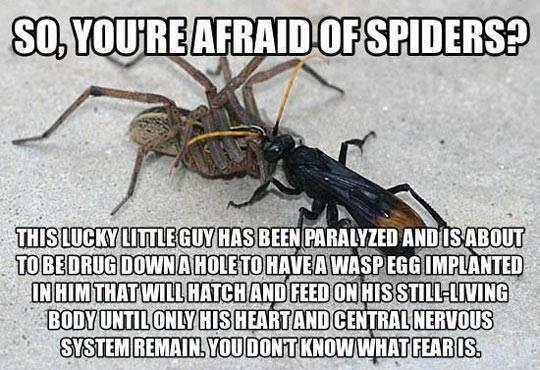 SO, YOU'RE AFRAID OF SPIDERS?
THIS LUCKY LITTLE GUY HAS BEEN PARALYZED AND IS ABOUT
TO BE DRUG DOWN A HOLE TO HAVE A WASP EGG IMPLANTED
IN HIM THAT WILL HATCH AND FEED ON HIS STILL-LIVING
BODY UNTIL ONLY HIS HEART AND CENTRAL NERVOUS
SYSTEM REMAIN. YOU DON'T KNOW WHAT FEAR IS.